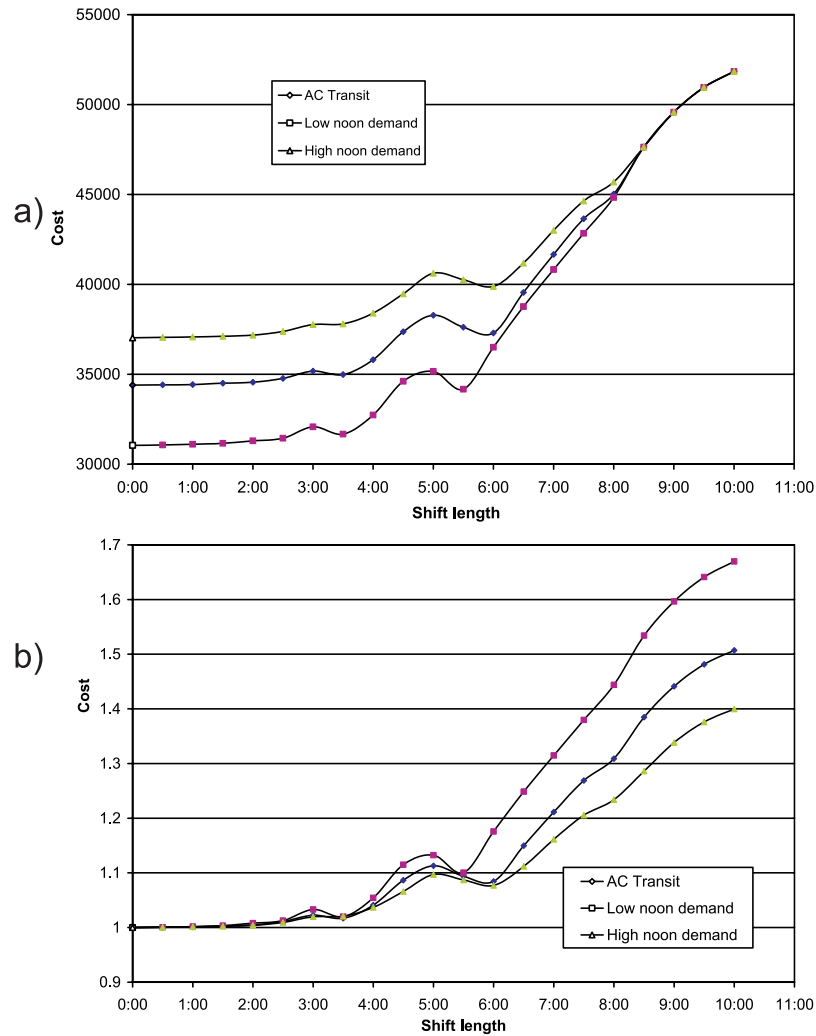 a)
Cost
55000
50000
45000
40000
35000
30000
AC Transit
Low noon demand
High noon demand
0:00 1:00 2:00 3:00 4:00 5:00 6:00 7:00 8:00 9:00 10:00 11:00
Shift length
b)
Cost
1.7
1.6
1.5
1.4
1.3
1.2
1.1
1
0.9
AC Transit
Low noon demand
High noon demand
0:00 1:00 2:00 3:00 4:00 5:00 6:00 7:00 8:00 9:00 10:00 11:00
Shift length